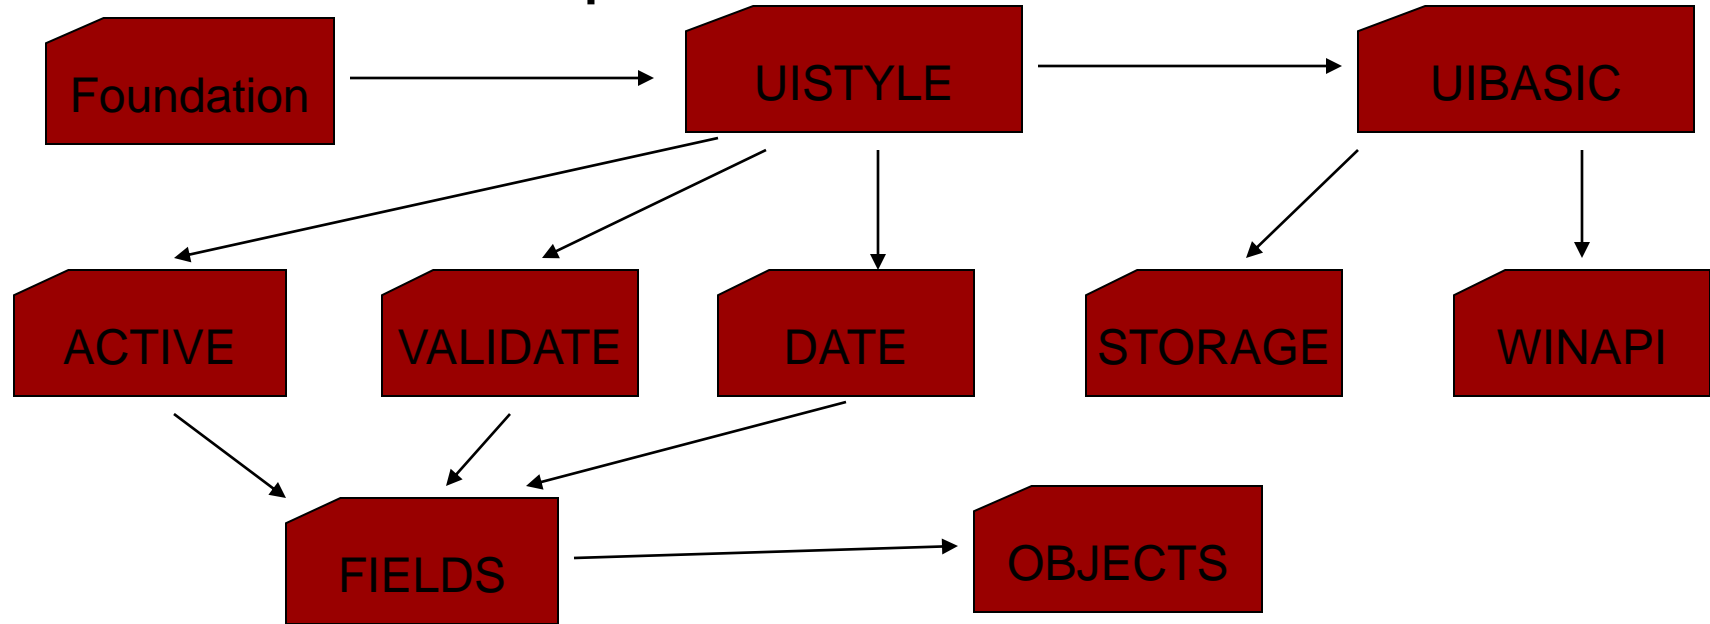 Foundation
UISTYLE
UIBASIC
ACTIVE
VALIDATE
DATE
STORAGE
WINAPI
FIELDS
OBJECTS